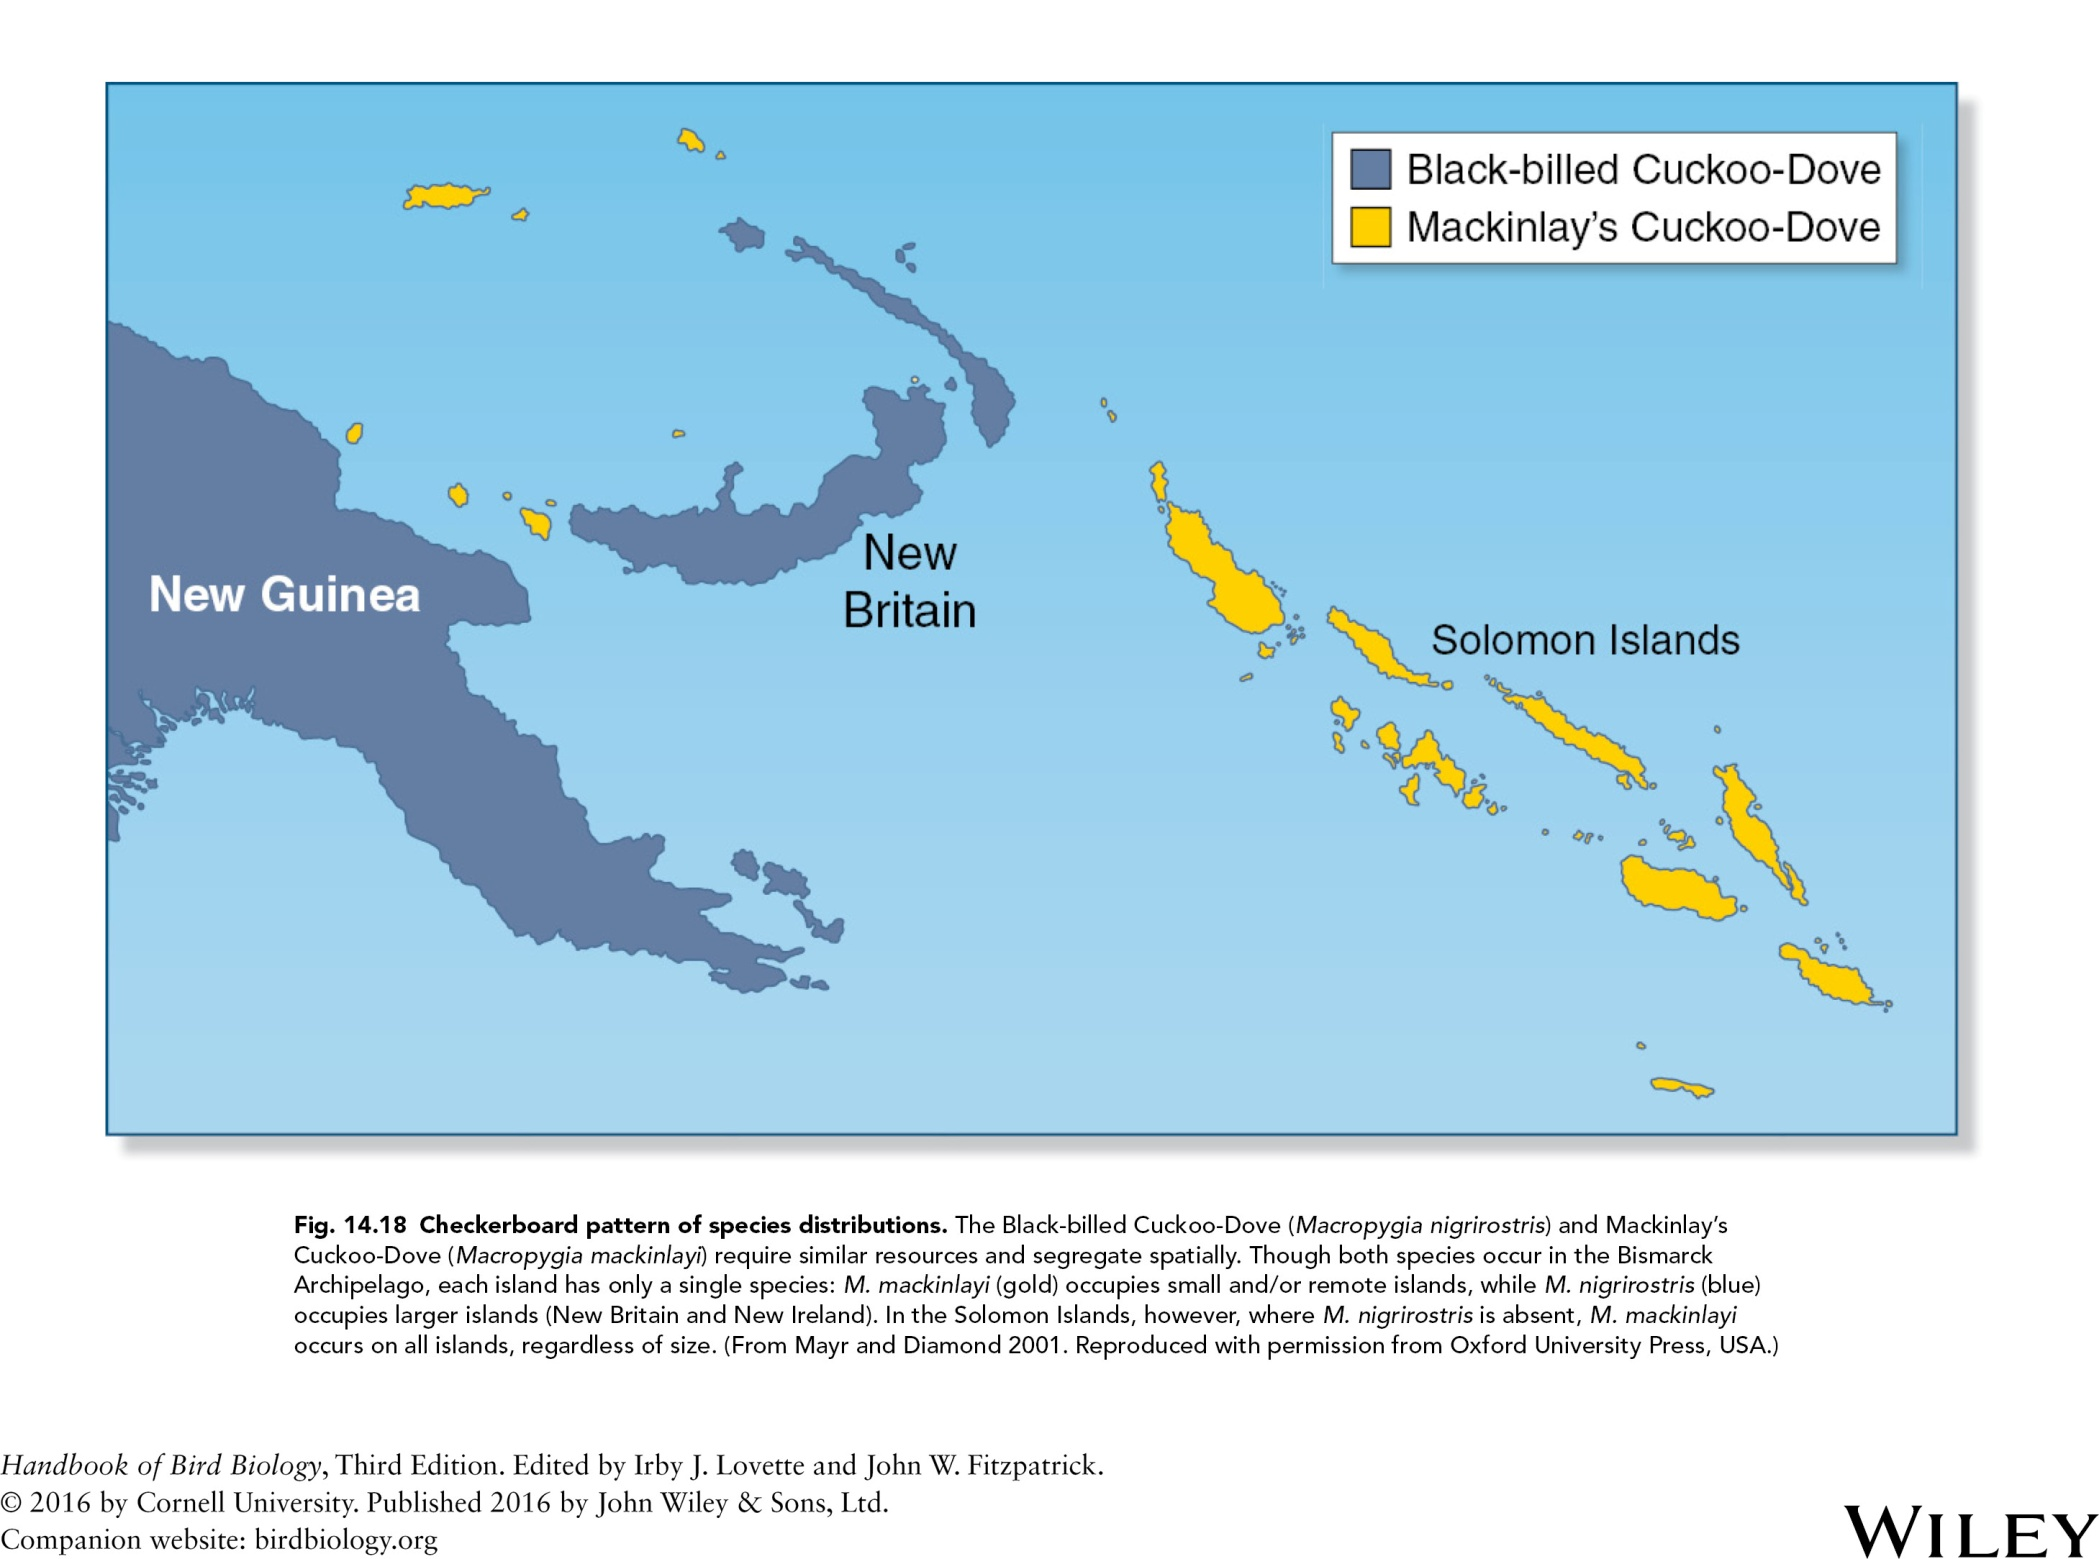 Black-billed Cuckoo-Dove
Mackinlay’s Cuckoo-Dove
New Guinea
New
Britain
Solomon Islands
Fig. 14.18 Checkerboard pattern of species distributions. The Black-billed Cuckoo-Dove (Macropygia nigrirostris) and Mackinlay’s
Cuckoo-Dove (Macropygia mackinlayi) require similar resources and segregate spatially. Though both species occur in the Bismarck
Archipelago, each island has only a single species: M. mackinlayi (gold) occupies small and/or remote islands, while M. nigrirostris (blue)
occupies larger islands (New Britain and New Ireland). In the Solomon Islands, however, where M. nigrirostris is absent, M. mackinlayi
occurs on all islands, regardless of size. (From Mayr and Diamond 2001. Reproduced with permission from Oxford University Press, USA.)
Handbook of Bird Biology, Third Edition. Edited by Irby J. Lovette and John W. Fitzpatrick.
© 2016 by Cornell University. Published 2016 by John Wiley & Sons, Ltd.
Companion website: birdbiology.org
WILEY